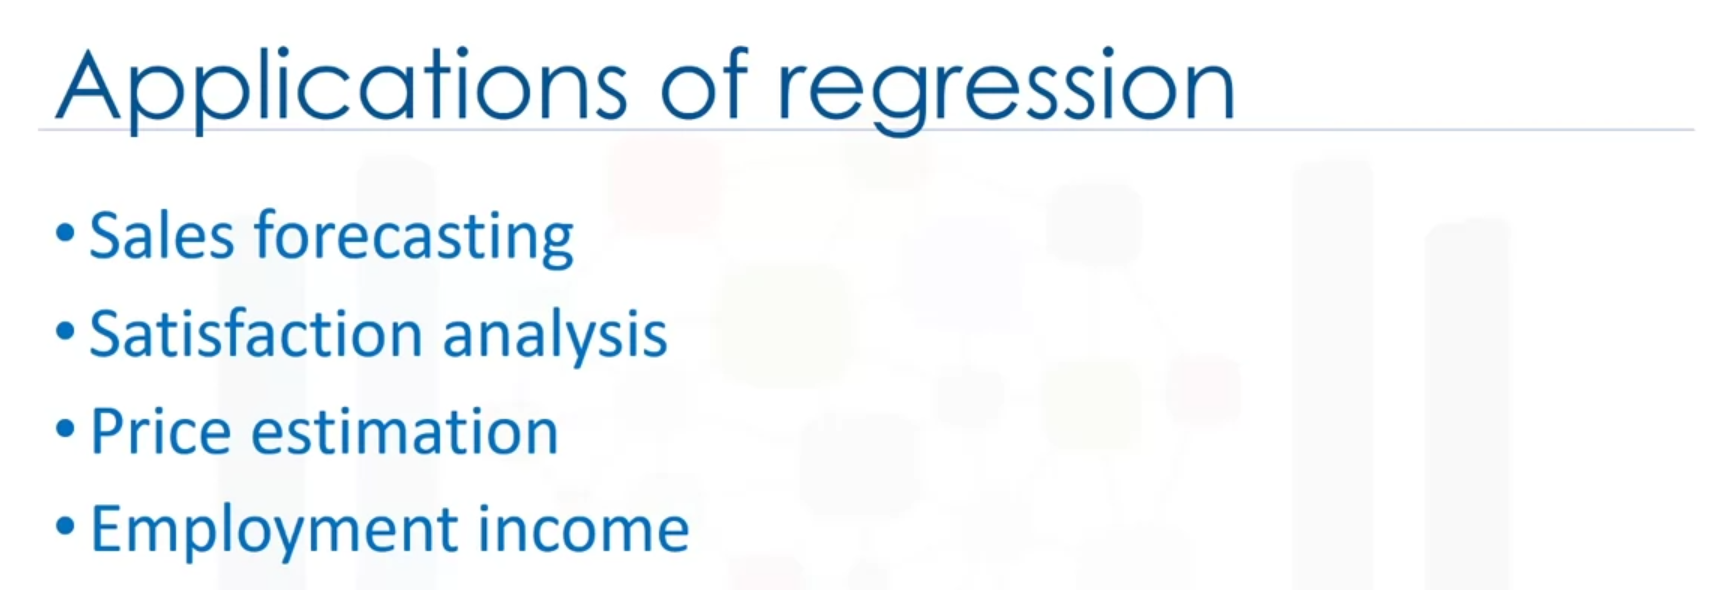 Applications of regression
• Sales forecasting
• Satisfaction analysis
• Price estimation
• Employment income